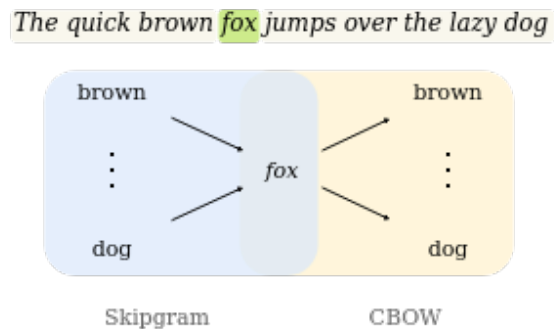 The quick brown fox jumps over the lazy dog
brown brown
fox
dog dog
Skipgram CBOW